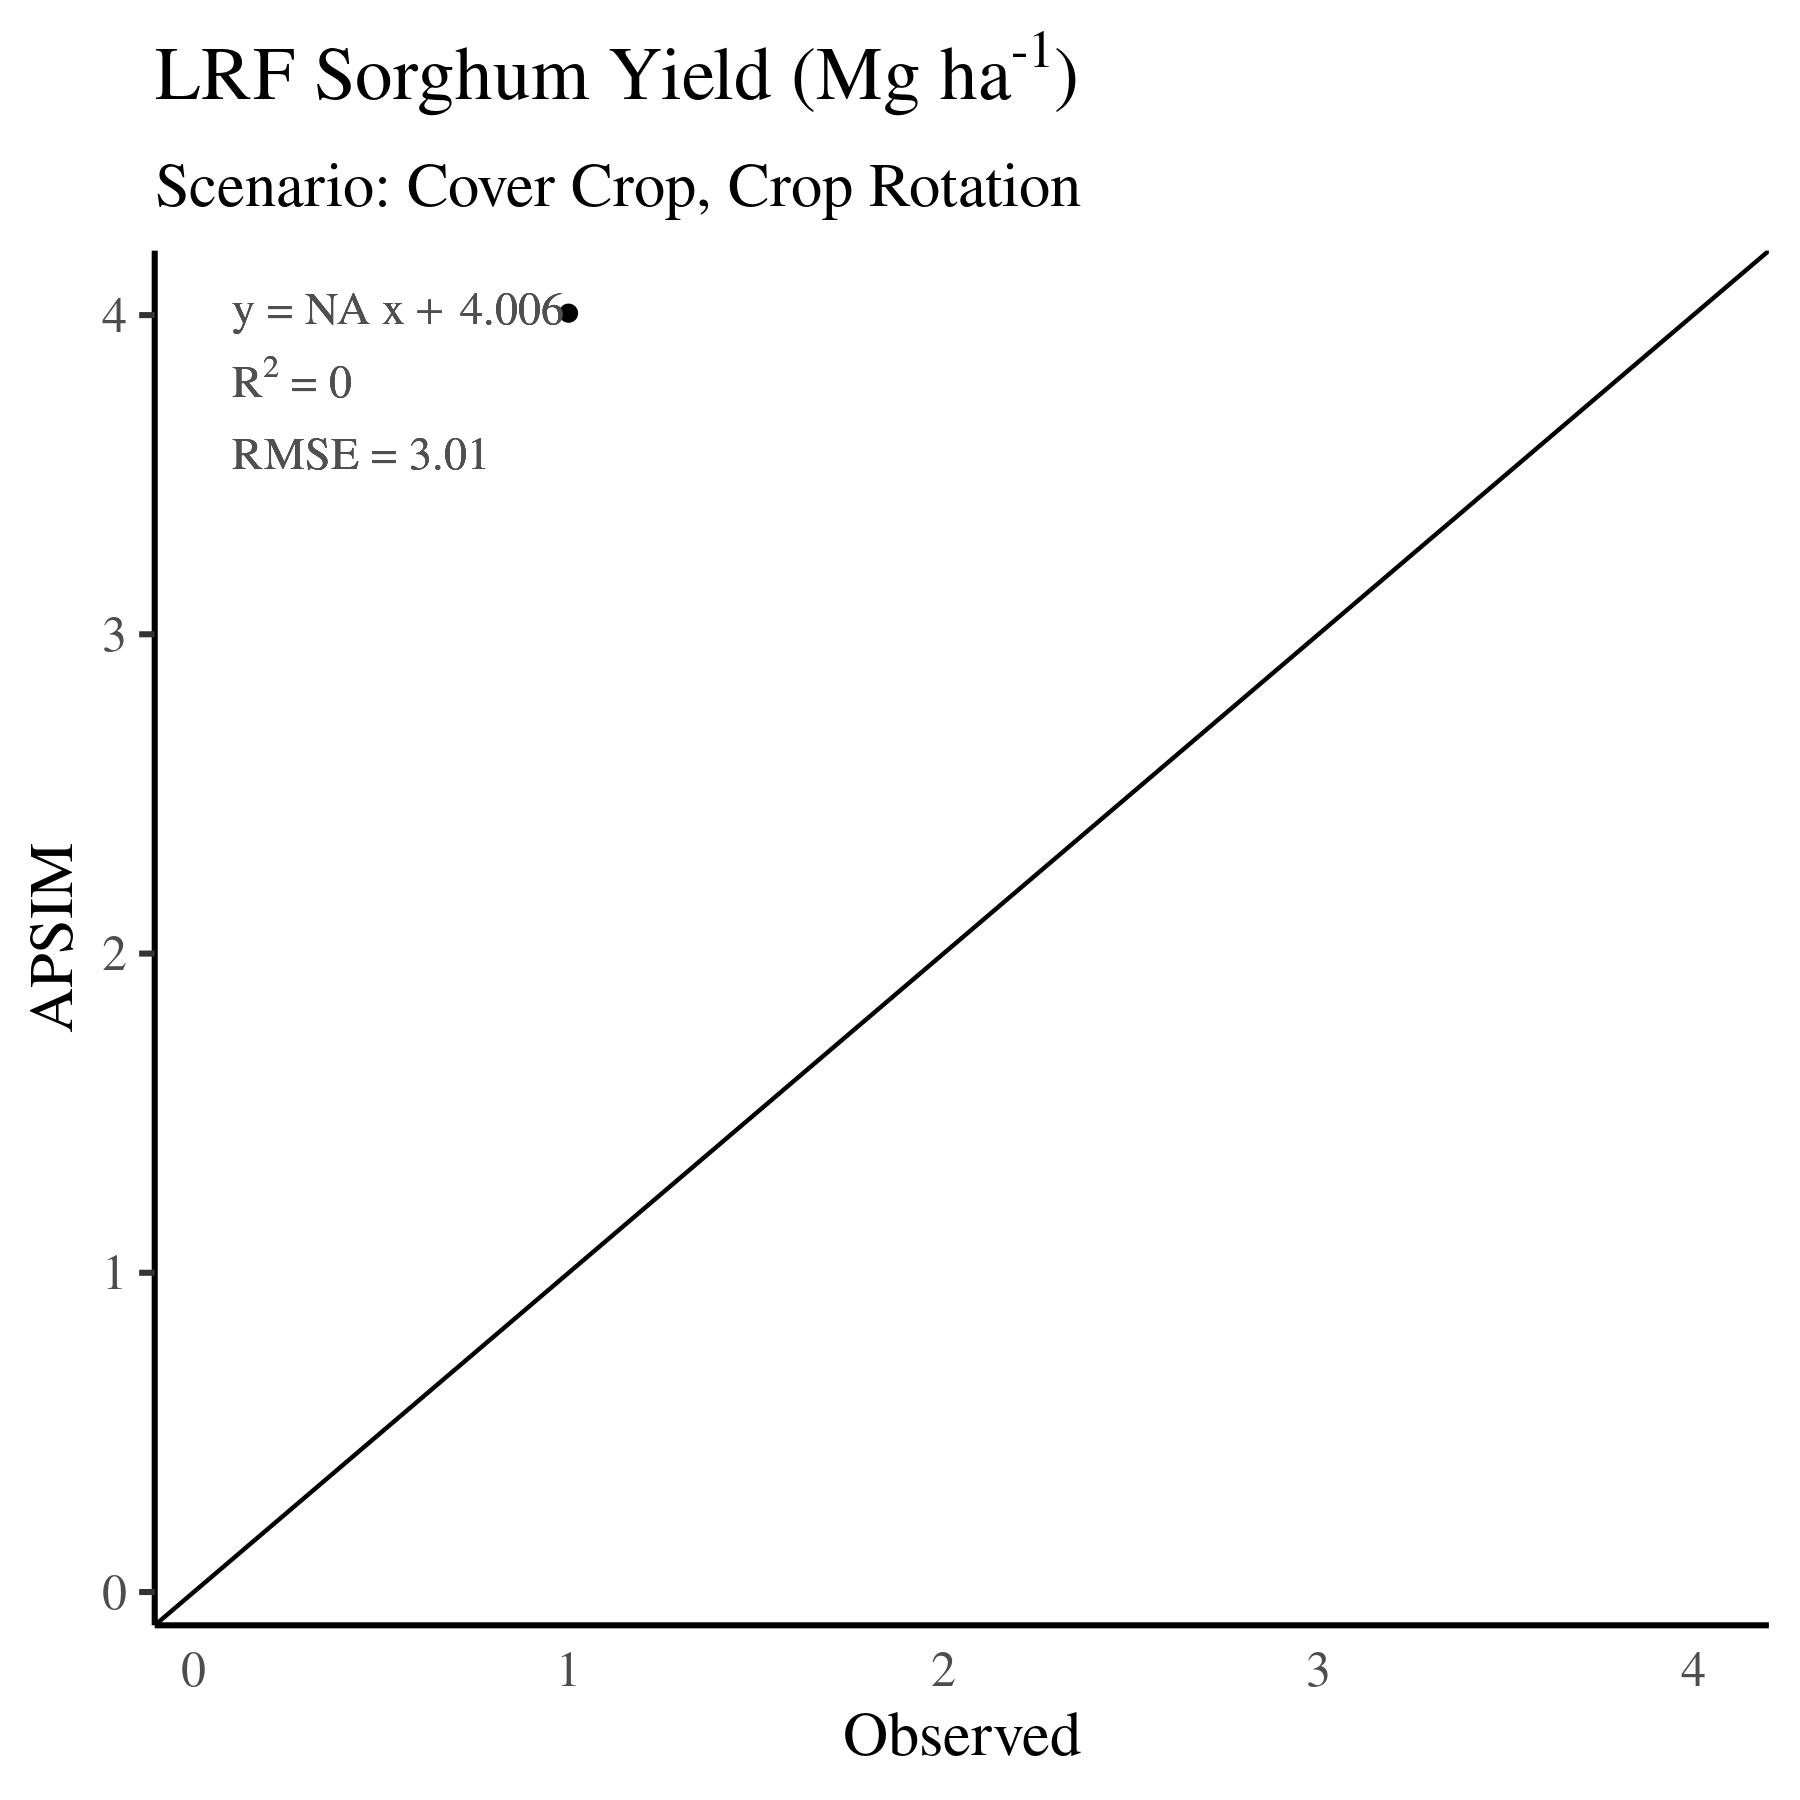 LRF Sorghum Yield (Mg ha⁻¹)
Scenario: Cover Crop, Crop Rotation
y = NA x + 4.006
R² = 0
RMSE = 3.01
4
3
2
1
0
APSIM
0 1 2 3 4
Observed